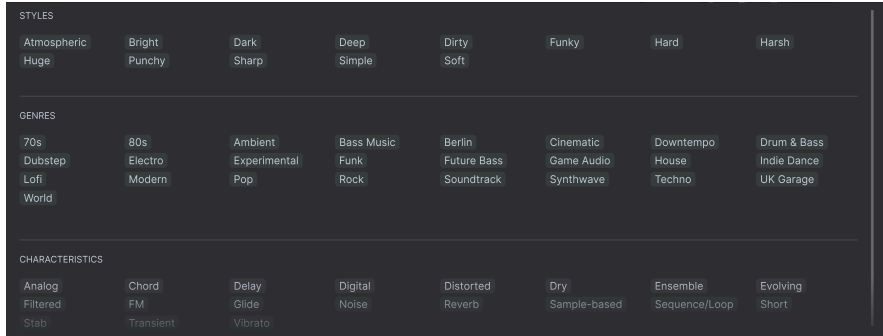 STYLES
Atmospheric Bright Dark Deep Dirty Funky Hard Harsh
Huge Punchy Sharp Simple Soft
GENRES
70s 80s Ambient Bass Music Berlin Cinematic Downtempo Drum & Bass
Dubstep Electro Experimental Funk Future Bass Game Audio House Indie Dance
Lofi Modern Pop Rock Soundtrack Synthwave Techno UK Garage
World
CHARACTERISTICS
Analog Chord Delay Digital Distorted Dry Ensemble Evolving
Filtered FM Glide Noise Reverb Sample-based Sequence/Loop Short
Stab Transient Vibrato